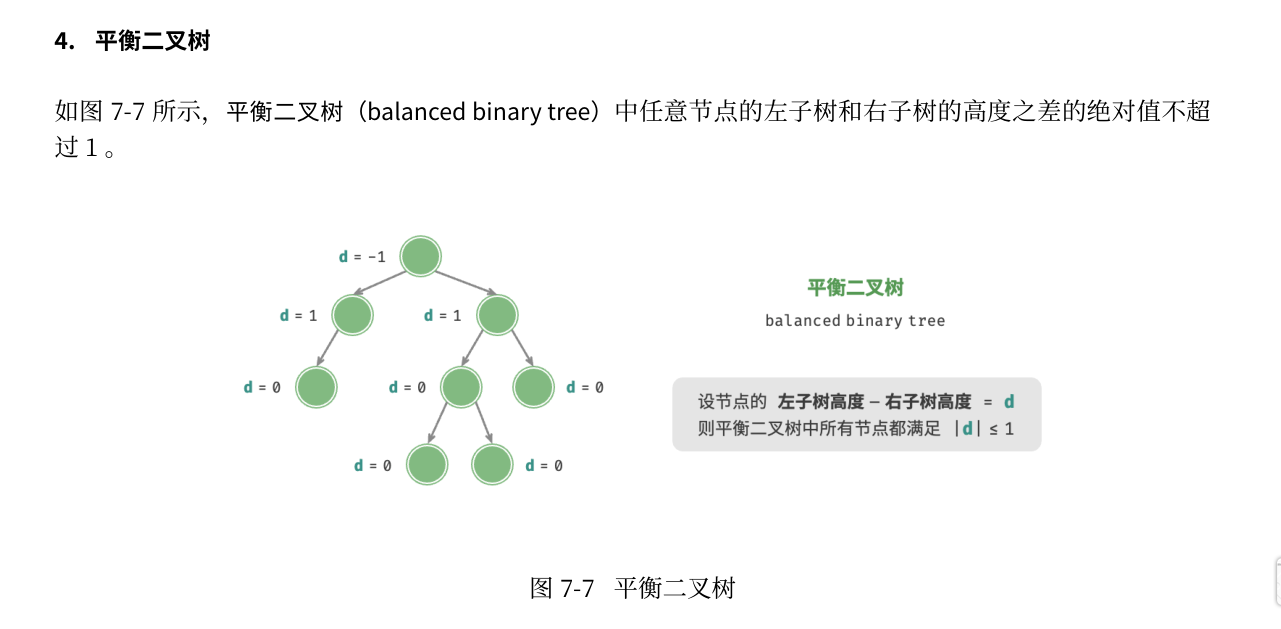 4. 平衡二叉树
如图 7-7 所示，平衡二叉树（balanced binary tree）中任意节点的左子树和右子树的高度之差的绝对值不超
过 1 。
d = -1
d = 1
d = 1
d = 0
d = 0
d = 0
d = 0
d = 0
平衡二叉树
balanced binary tree
设节点的 左子树高度 − 右子树高度 = d
则平衡二叉树中所有节点都满足 |d| ≤ 1
图 7-7 平衡二叉树